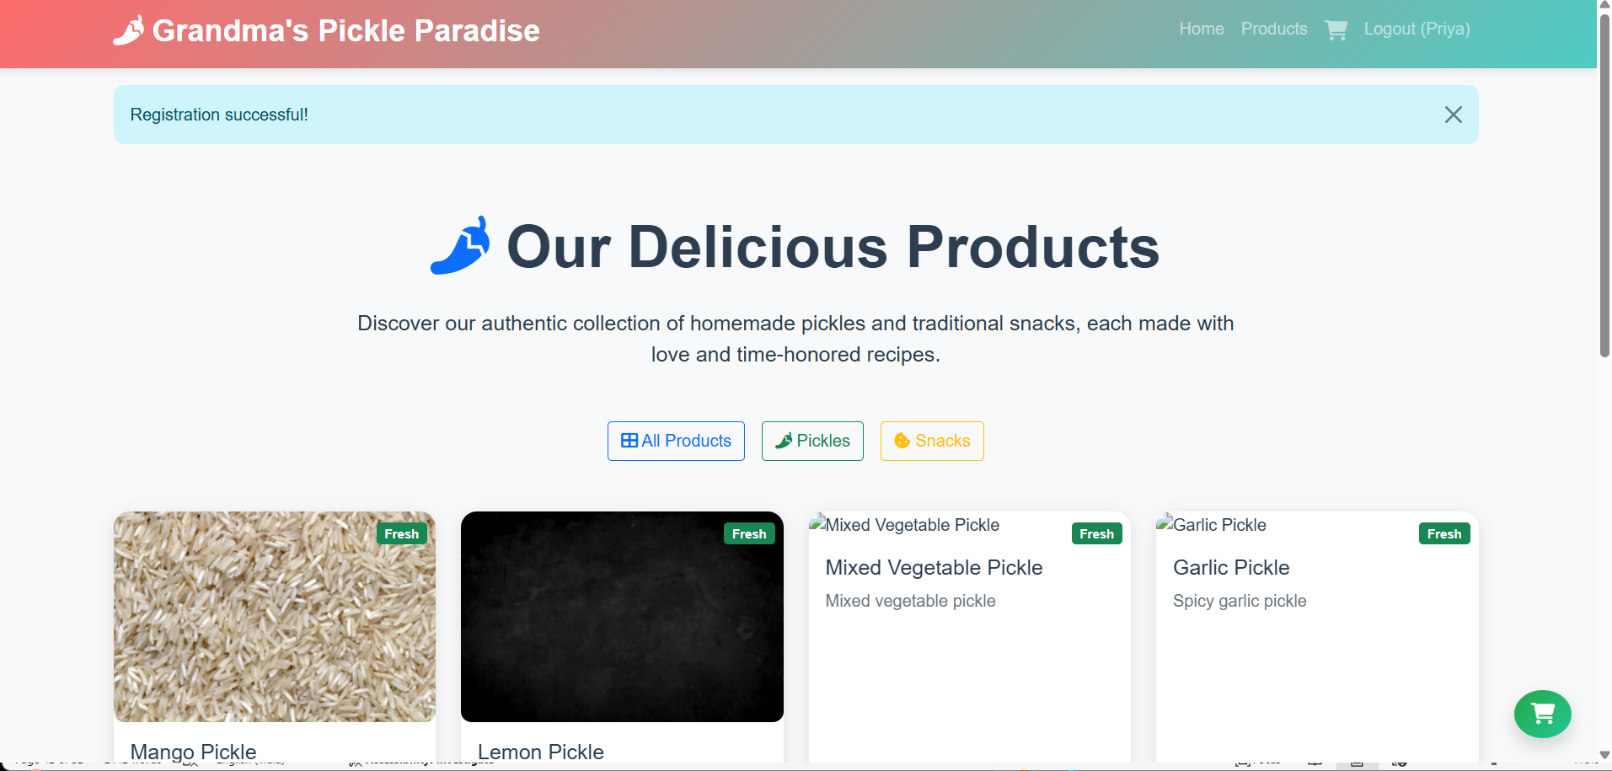 Grandma's Pickle Paradise
Home Products Logout (Priya)
Registration successful!
Our Delicious Products
Discover our authentic collection of homemade pickles and traditional snacks, each made with
love and time-honored recipes.
All Products Pickles Snacks
Fresh
Fresh
Mixed Vegetable Pickle
Fresh
Garlic Pickle
Fresh
Mixed Vegetable Pickle
Mixed vegetable pickle
Garlic Pickle
Spicy garlic pickle
Mango Pickle
Lemon Pickle